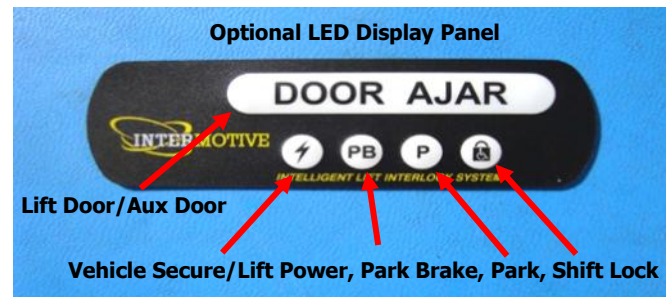 Optional LED Display Panel
DOOR AJAR
INTERMOTIVE
PB P
INTELLIGENT LIFT INTERLOCK SYSTEM
Lift Door/Aux Door
Vehicle Secure/Lift Power, Park Brake, Park, Shift Lock